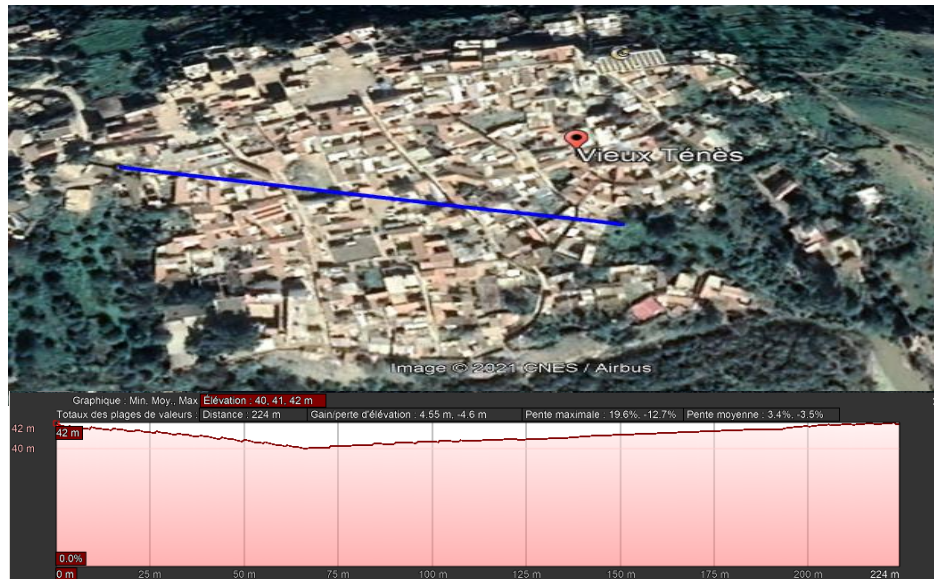 Vieux Ténès
Image © 2021 CNES / Airbus
Graphique : Min, Moy., Max Élévation : 40, 41, 42 m
Totaux des plages de valeurs : Distance : 224 m Gain/perte d'élévation : 4.55 m, -4.6 m Pente maximale : 19.6%, -12.7% Pente moyenne : 3.4%, -3.5%
42 m 42 m
40 m
0.0%
0 m 25 m 50 m 75 m 100 m 125 m 150 m 175 m 200 m 224 m